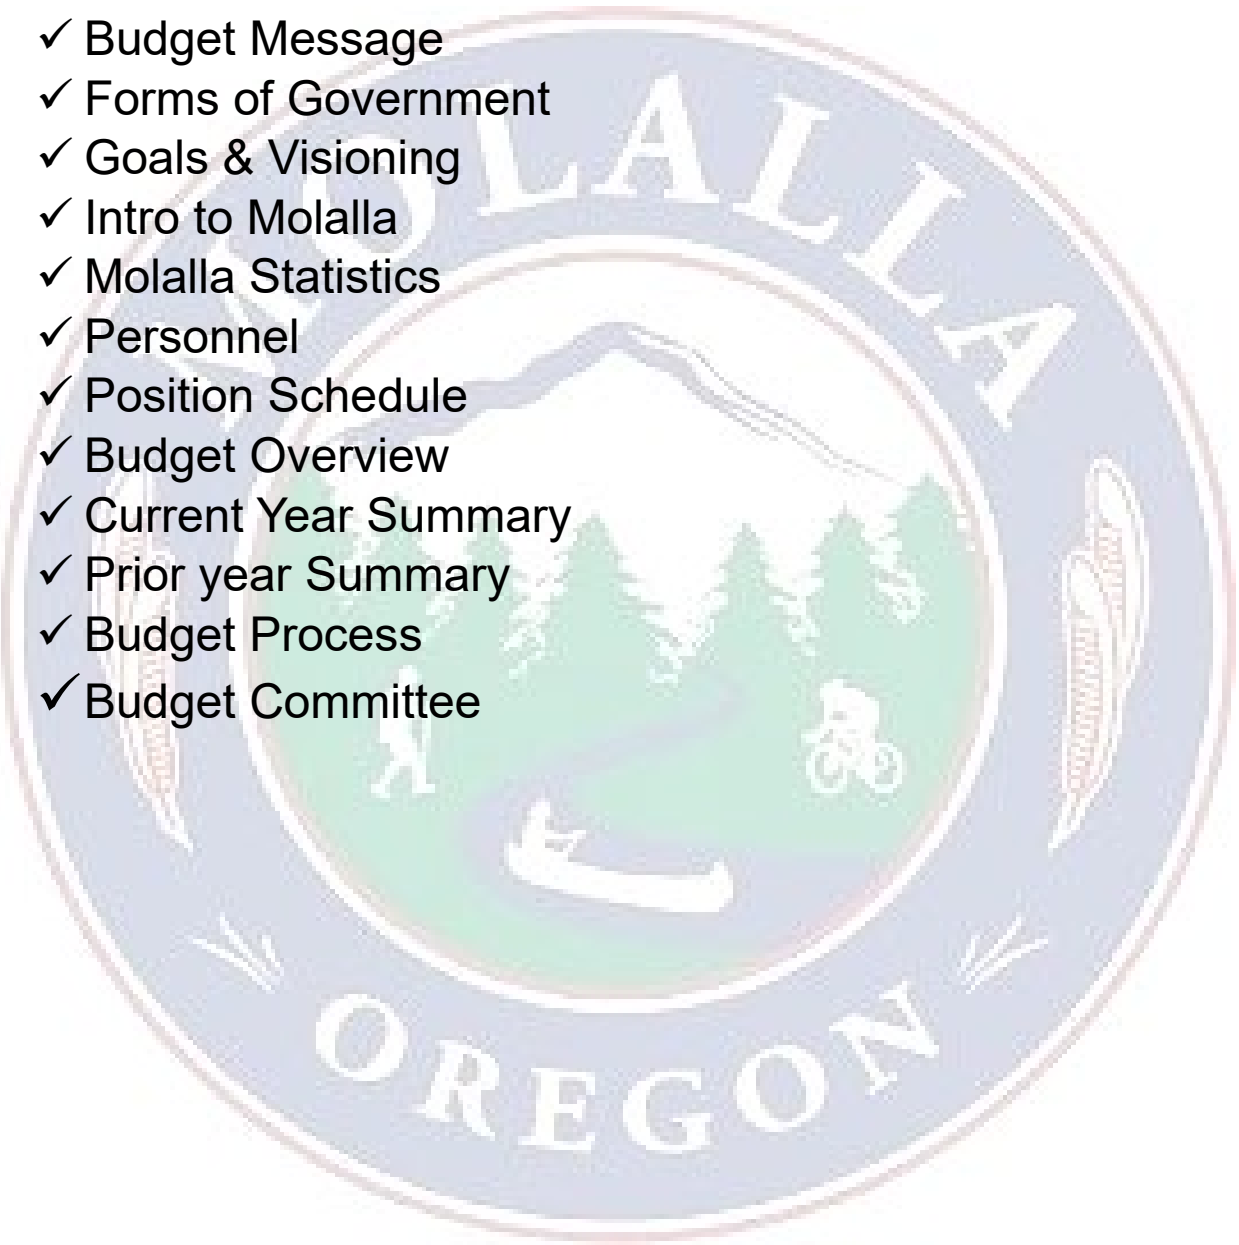 ✓ Budget Message
✓ Forms of Government
✓ Goals & Visioning
✓ Intro to Molalla
✓ Molalla Statistics
✓ Personnel
✓ Position Schedule
✓ Budget Overview
✓ Current Year Summary
✓ Prior year Summary
✓ Budget Process
✓ Budget Committee
MOLALLA
OREGON